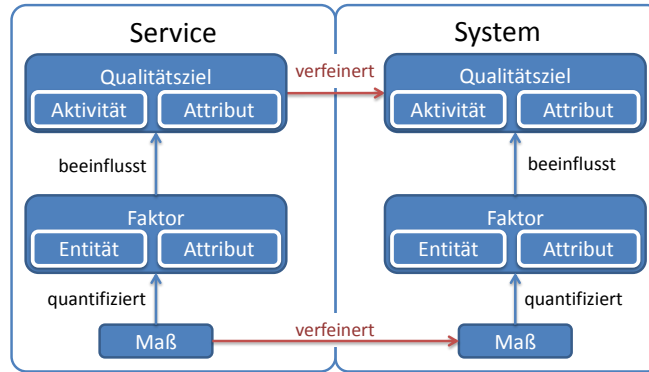 Service
System
Qualitätsziel
verfeinert
Qualitätsziel
Aktivität
Attribut
Aktivität
Attribut
beeinflusst
beeinflusst
Faktor
Faktor
Entität
Attribut
Entität
Attribut
quantifiziert
quantifiziert
Maß
verfeinert
Maß